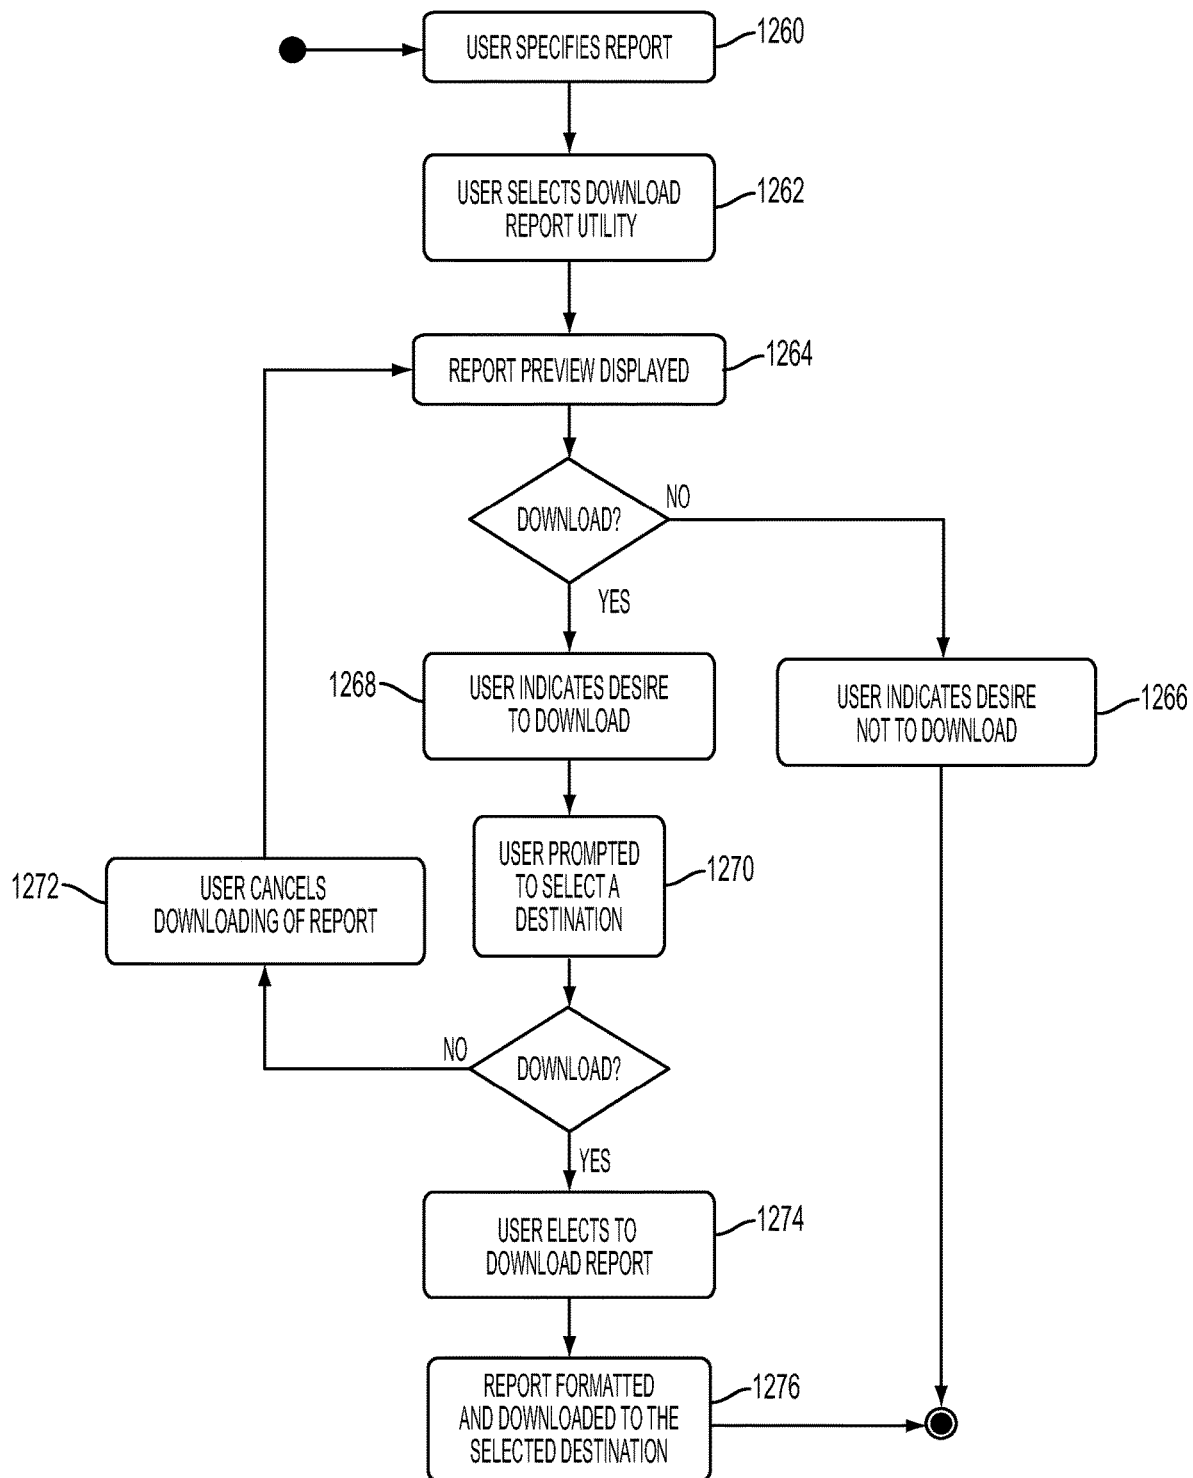 USER SPECIFIES REPORT
1260
USER SELECTS DOWNLOAD
REPORT UTILITY
1262
REPORT PREVIEW DISPLAYED
1264
DOWNLOAD?
NO
YES
1268
USER INDICATES DESIRE
TO DOWNLOAD
USER INDICATES DESIRE
NOT TO DOWNLOAD
1266
USER PROMPTED
TO SELECT A
DESTINATION
1270
1272
USER CANCELS
DOWNLOADING OF REPORT
NO
DOWNLOAD?
YES
USER ELECTS TO
DOWNLOAD REPORT
1274
REPORT FORMATTED
AND DOWNLOADED TO THE
SELECTED DESTINATION
1276